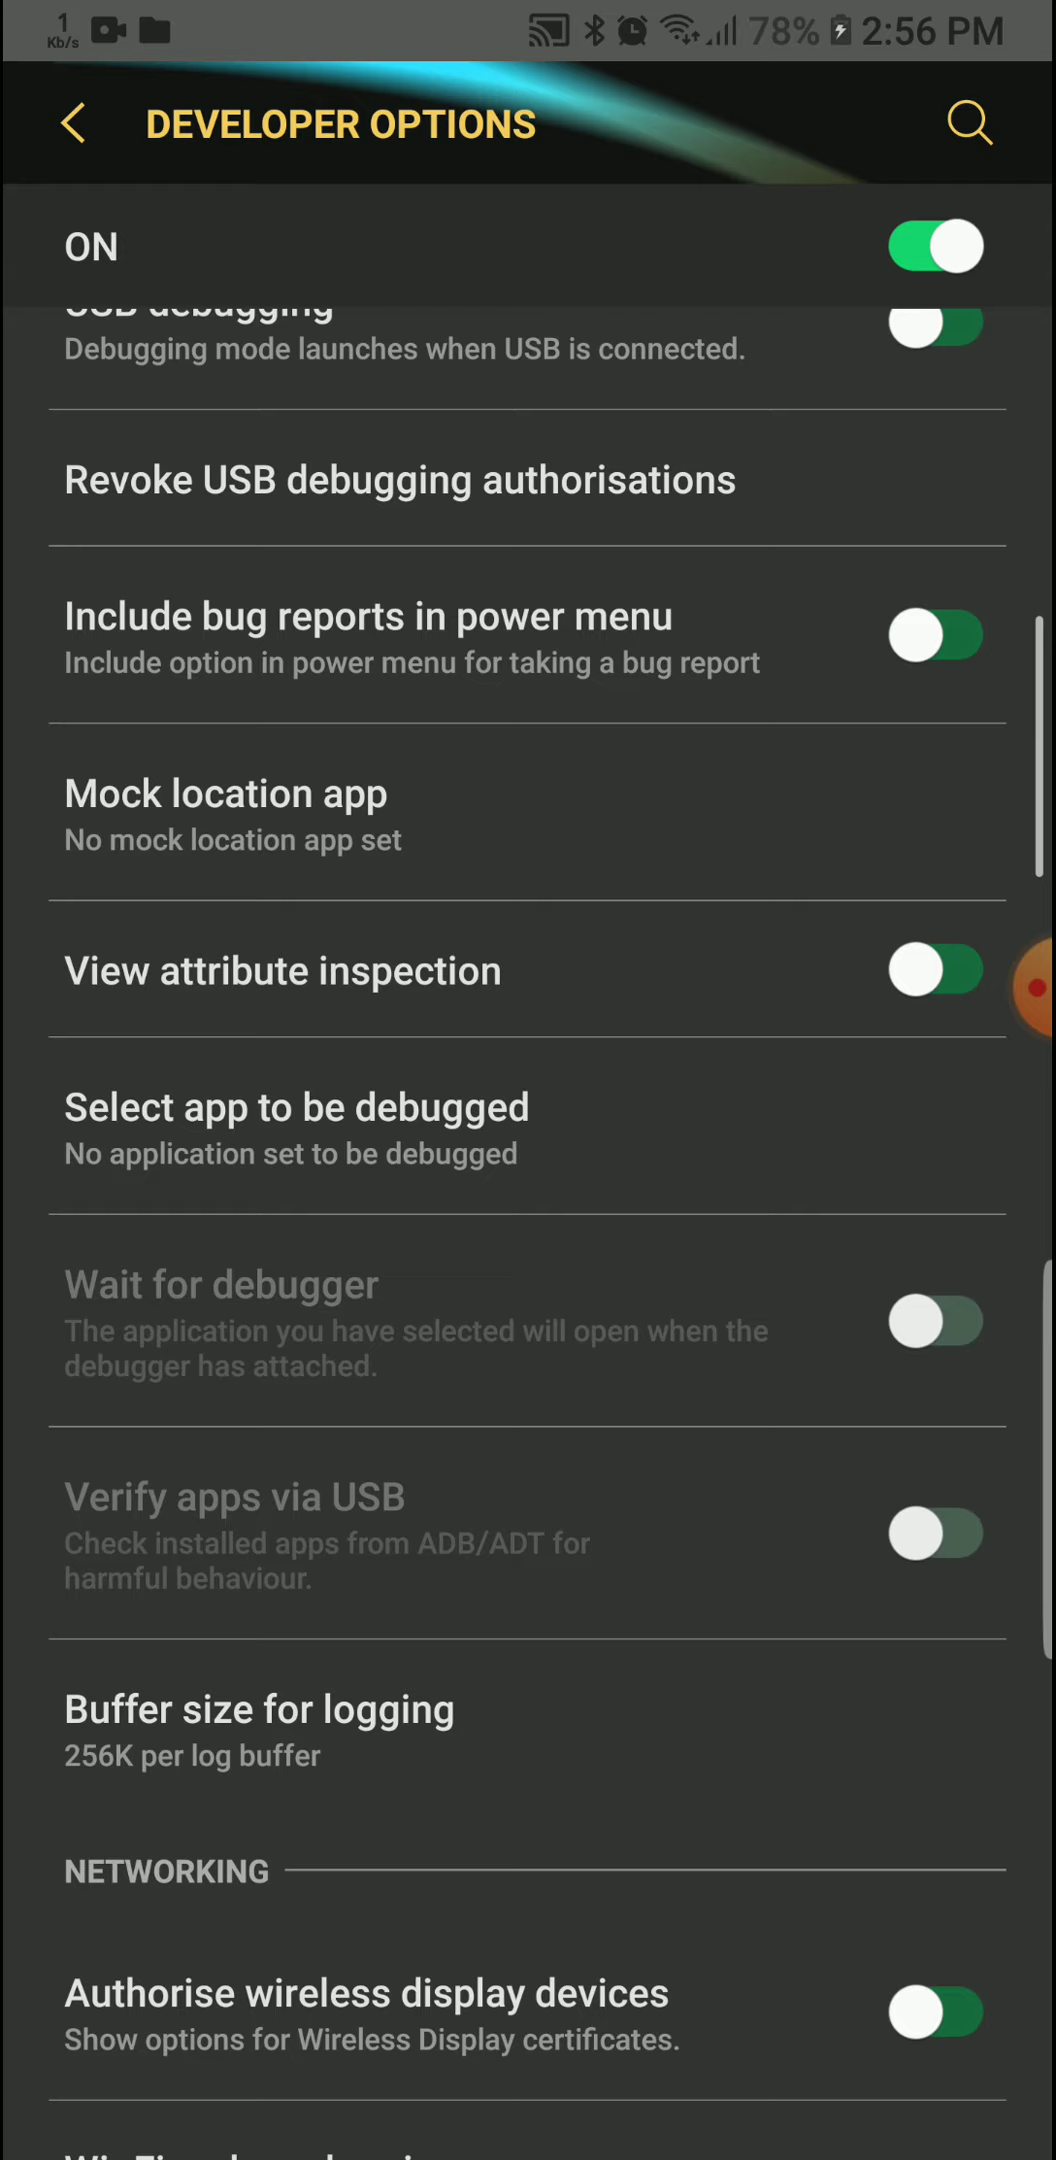 1
Kb/s
78%
2:56 PM
DEVELOPER OPTIONS
ON
USB debugging
Debugging mode launches when USB is connected.
Revoke USB debugging authorisations
Include bug reports in power menu
Include option in power menu for taking a bug report
Mock location app
No mock location app set
View attribute inspection
Select app to be debugged
No application set to be debugged
Wait for debugger
The application you have selected will open when the
debugger has attached.
Verify apps via USB
Check installed apps from ADB/ADT for
harmful behaviour.
Buffer size for logging
256K per log buffer
NETWORKING
Authorise wireless display devices
Show options for Wireless Display certificates.